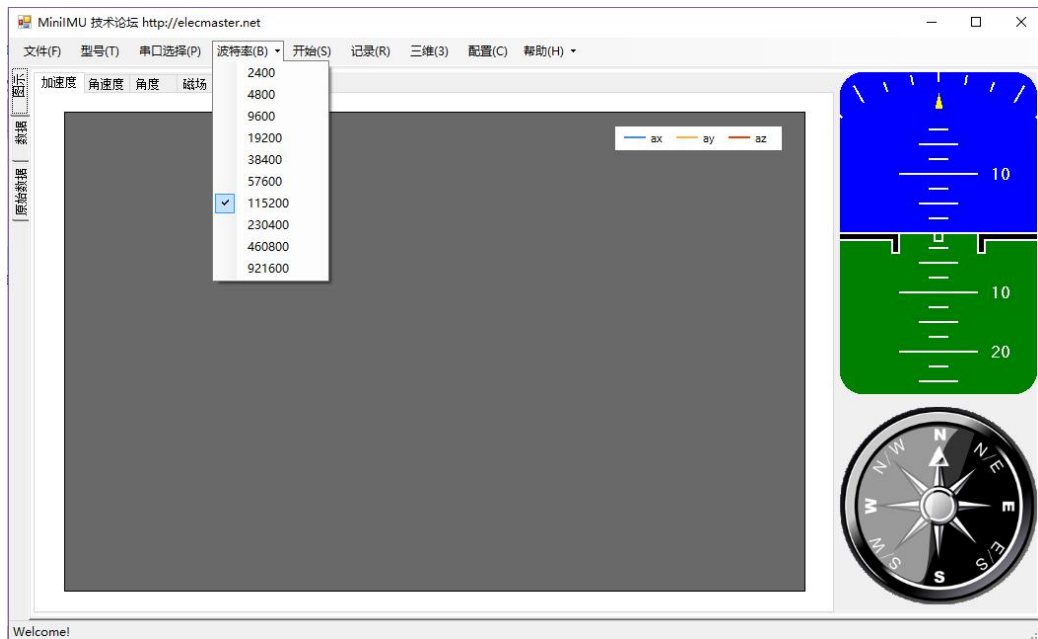 MiniIMU 技术论坛 http://elecmaster.net
文件(F) 型号(T) 串口选择(P) 波特率(B) 开始(S) 记录(R) 三维(3) 配置(C) 帮助(H)
2400
4800
9600
19200
38400
57600
115200
230400
460800
921600
图示
数据
原始数据
加速度 角速度 角度 磁场
ax ay az
10
10
20
N
N/E
E
E/S
S
S/W
W
N/W
Welcome!